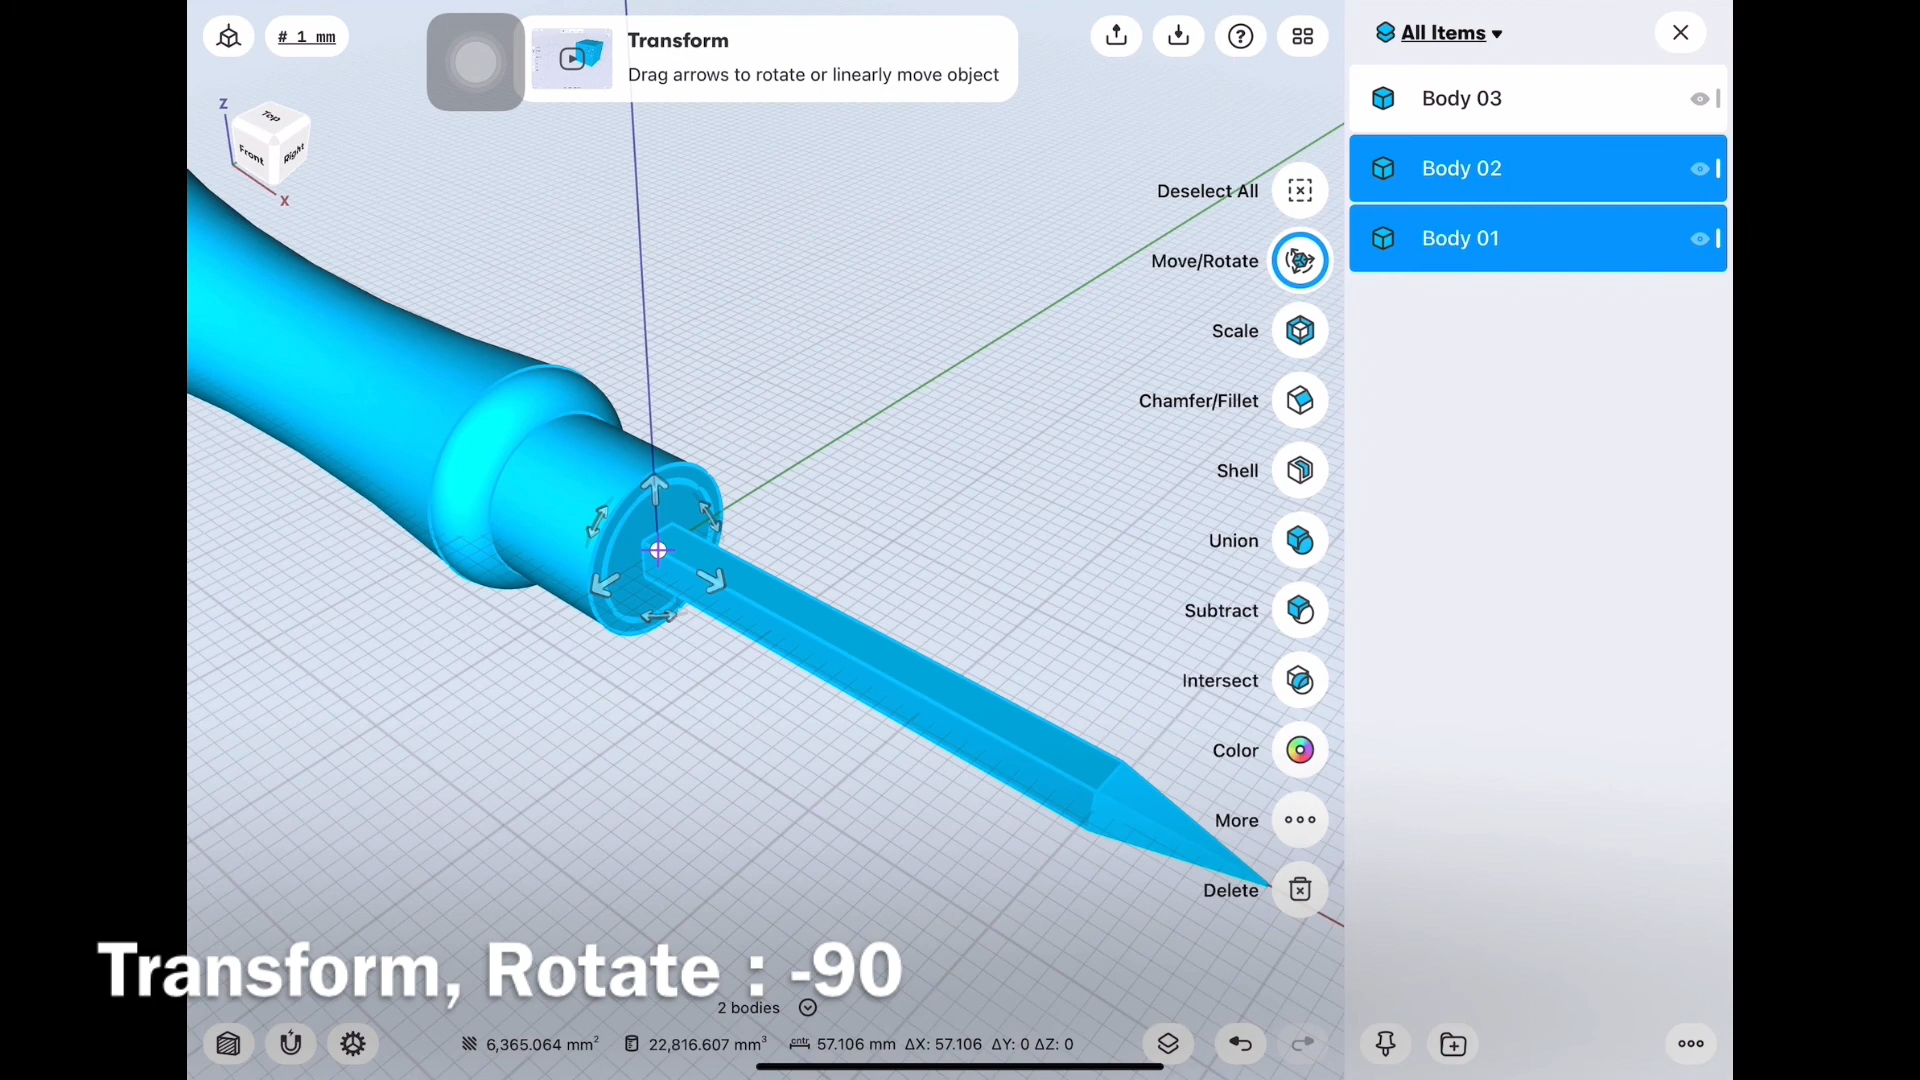 # 1 mm
Transform
Drag arrows to rotate or linearly move object
All Items
Z
Top
Front
Right
X
Body 03
Body 02
Body 01
Deselect All
Move/Rotate
Scale
Chamfer/Fillet
Shell
Union
Subtract
Intersect
Color
More
Delete
Transform, Rotate : -90
2 bodies
6,365.064 mm²
22,816.607 mm³
cntr 57.106 mm ΔX: 57.106 ΔY: 0 ΔZ: 0